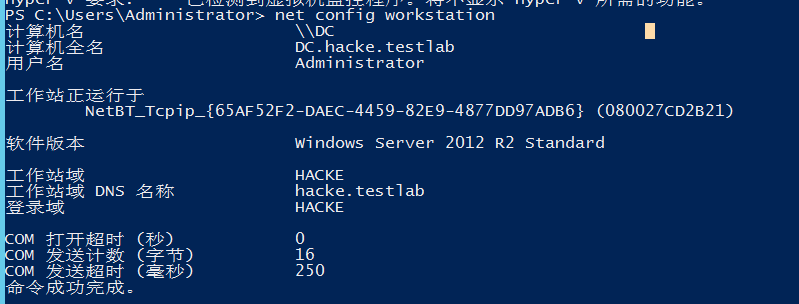 Hyper-V 要求: 已检测到虚拟机监控程序。将不显示 Hyper-V 所需的功能。
PS C:\Users\Administrator> net config workstation
计算机名 \\DC
计算机全名 DC.hacke.testlab
用户名 Administrator
工作站正运行于
NetBT_Tcpip_{65AF52F2-DAEC-4459-82E9-4877DD97ADB6} (080027CD2B21)
软件版本 Windows Server 2012 R2 Standard
工作站域 HACKE
工作站域 DNS 名称 hacke.testlab
登录域 HACKE
COM 打开超时 (秒) 0
COM 发送计数 (字节) 16
COM 发送超时 (毫秒) 250
命令成功完成。